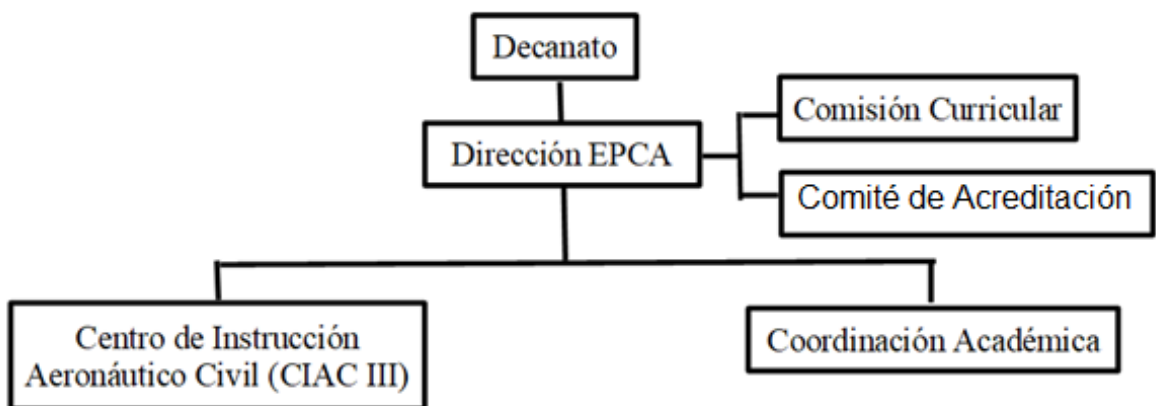 Decanato
Dirección EPCA
Comisión Curricular
Comité de Acreditación
Centro de Instrucción
Aeronáutico Civil (CIAC III)
Coordinación Académica